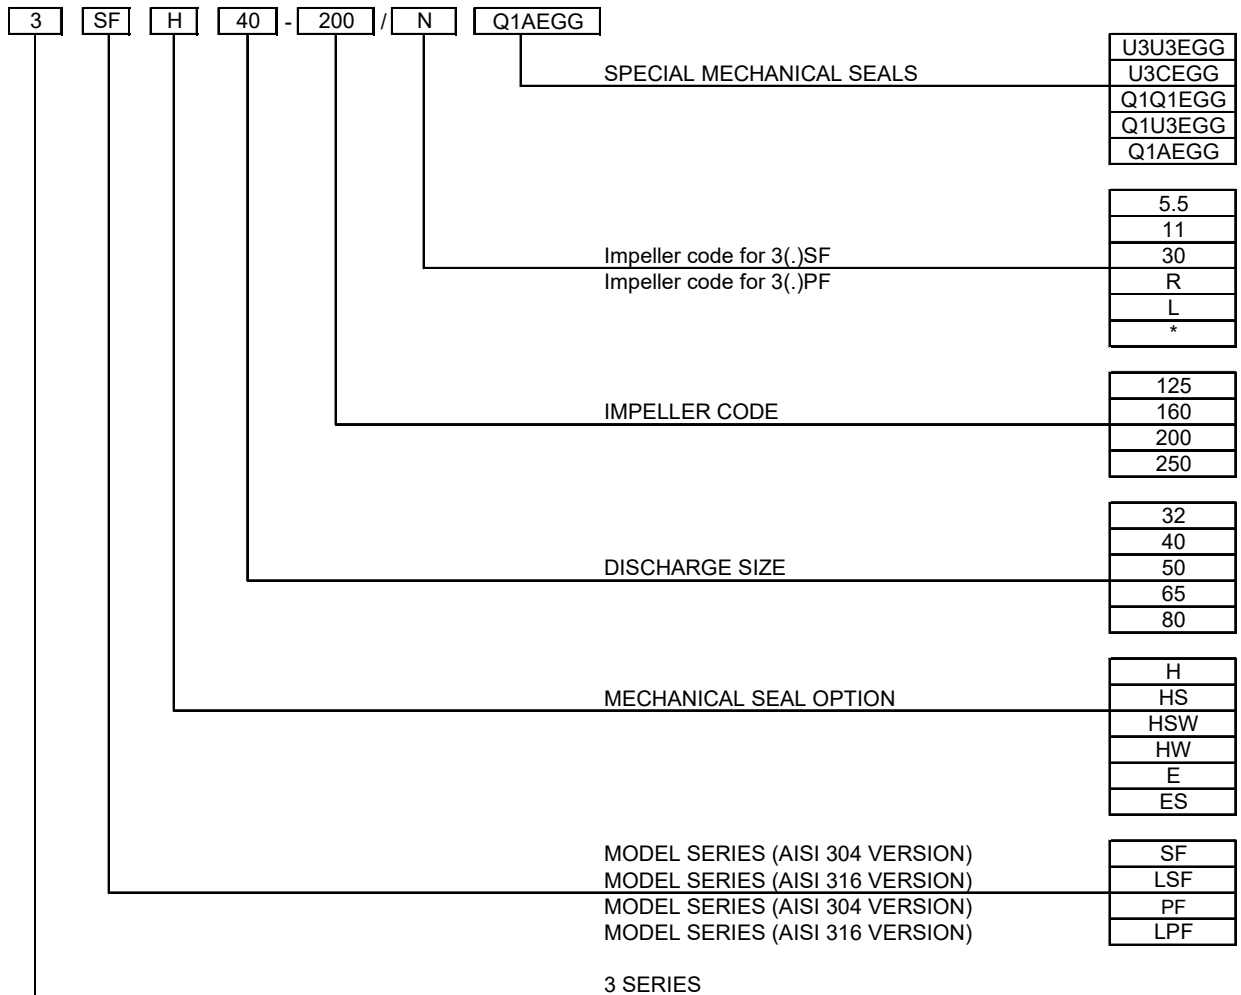 3 SF H 40 - 200 / N Q1AEGG
U3U3EGG
SPECIAL MECHANICAL SEALS U3CEGG
Q1Q1EGG
Q1U3EGG
Q1AEGG
5.5
11
Impeller code for 3(.)SF 30
Impeller code for 3(.)PF R
L
*
125
IMPELLER CODE 160
200
250
32
40
DISCHARGE SIZE 50
65
80
H
MECHANICAL SEAL OPTION HS
HSW
HW
E
ES
MODEL SERIES (AISI 304 VERSION) SF
MODEL SERIES (AISI 316 VERSION) LSF
MODEL SERIES (AISI 304 VERSION) PF
MODEL SERIES (AISI 316 VERSION) LPF
3 SERIES